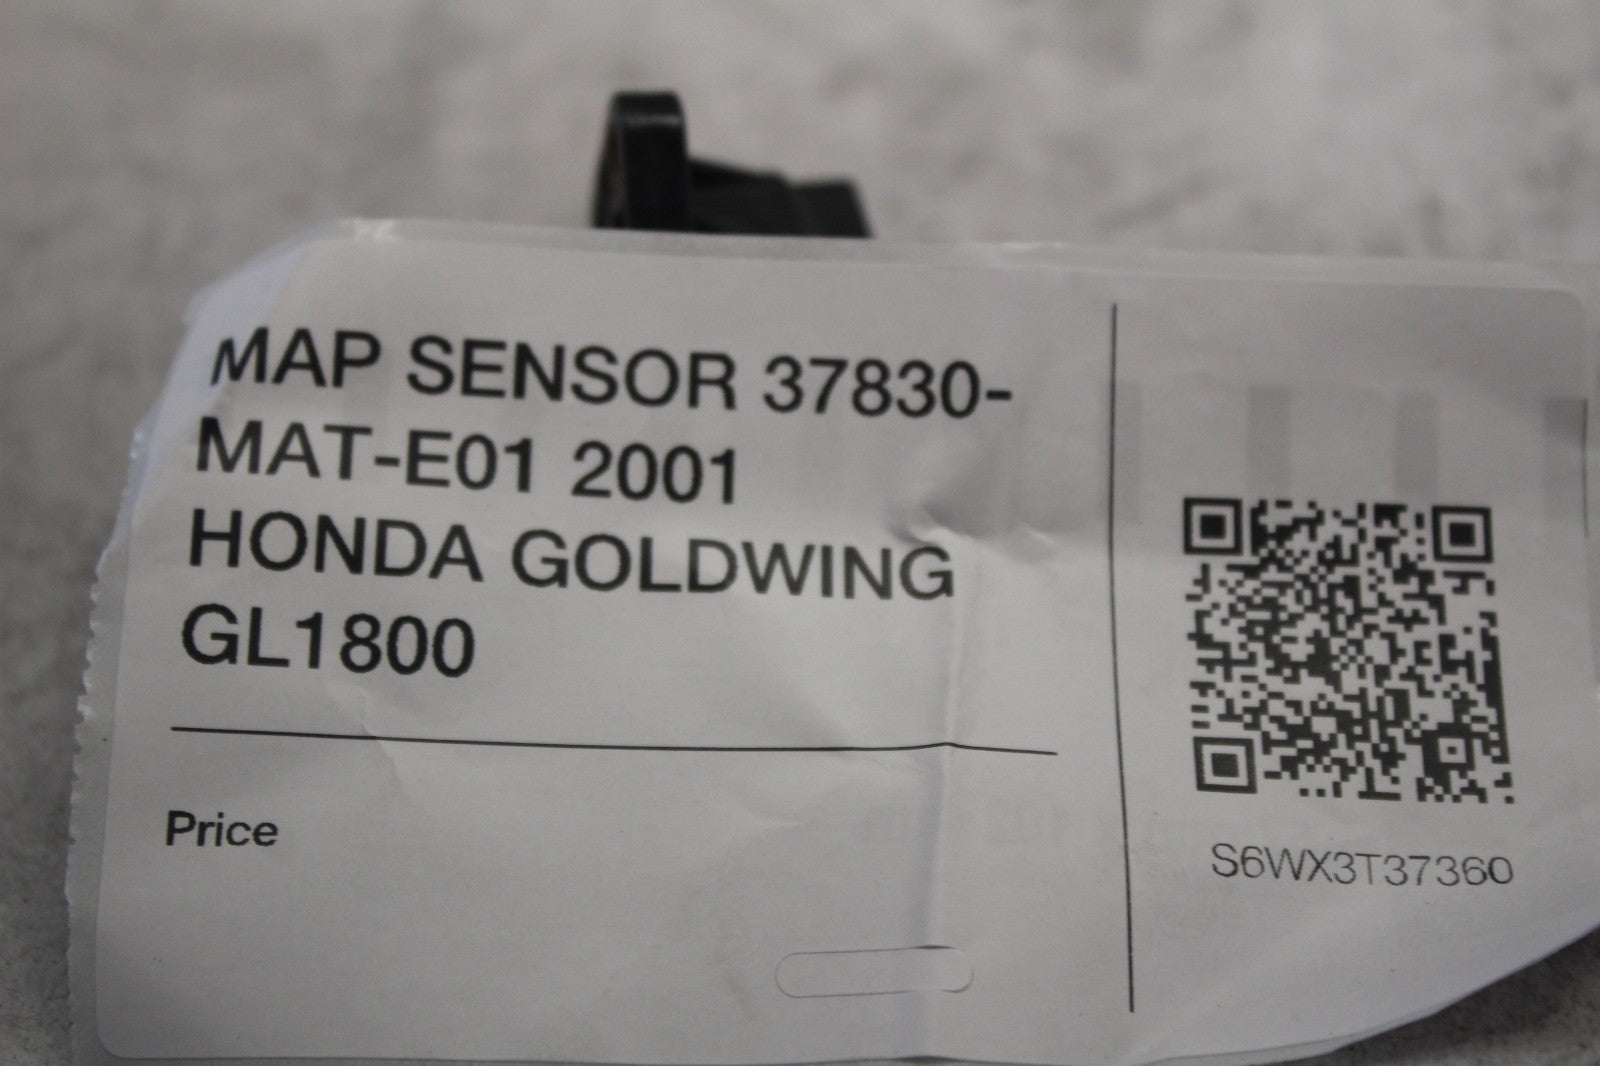 MAP SENSOR 37830-
MAT-E01 2001
HONDA GOLDWING
GL1800
Price
S6WX3T37360